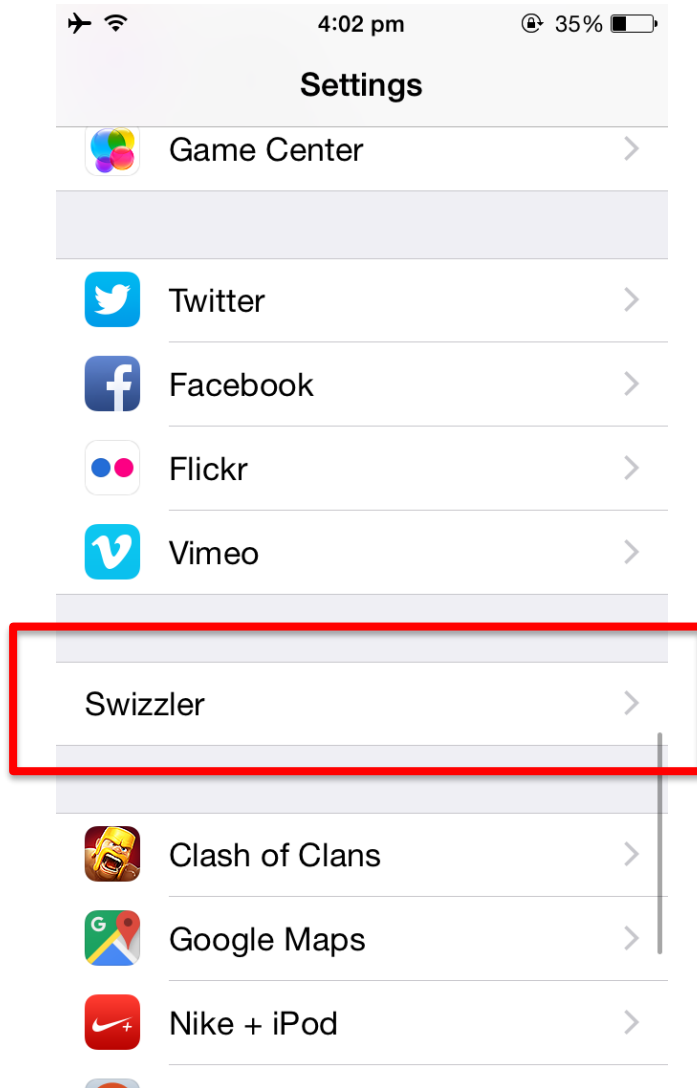 4:02 pm
35%
Settings
Game Center
Twitter
Facebook
Flickr
Vimeo
Swizzler
Clash of Clans
G
Google Maps
Nike + iPod